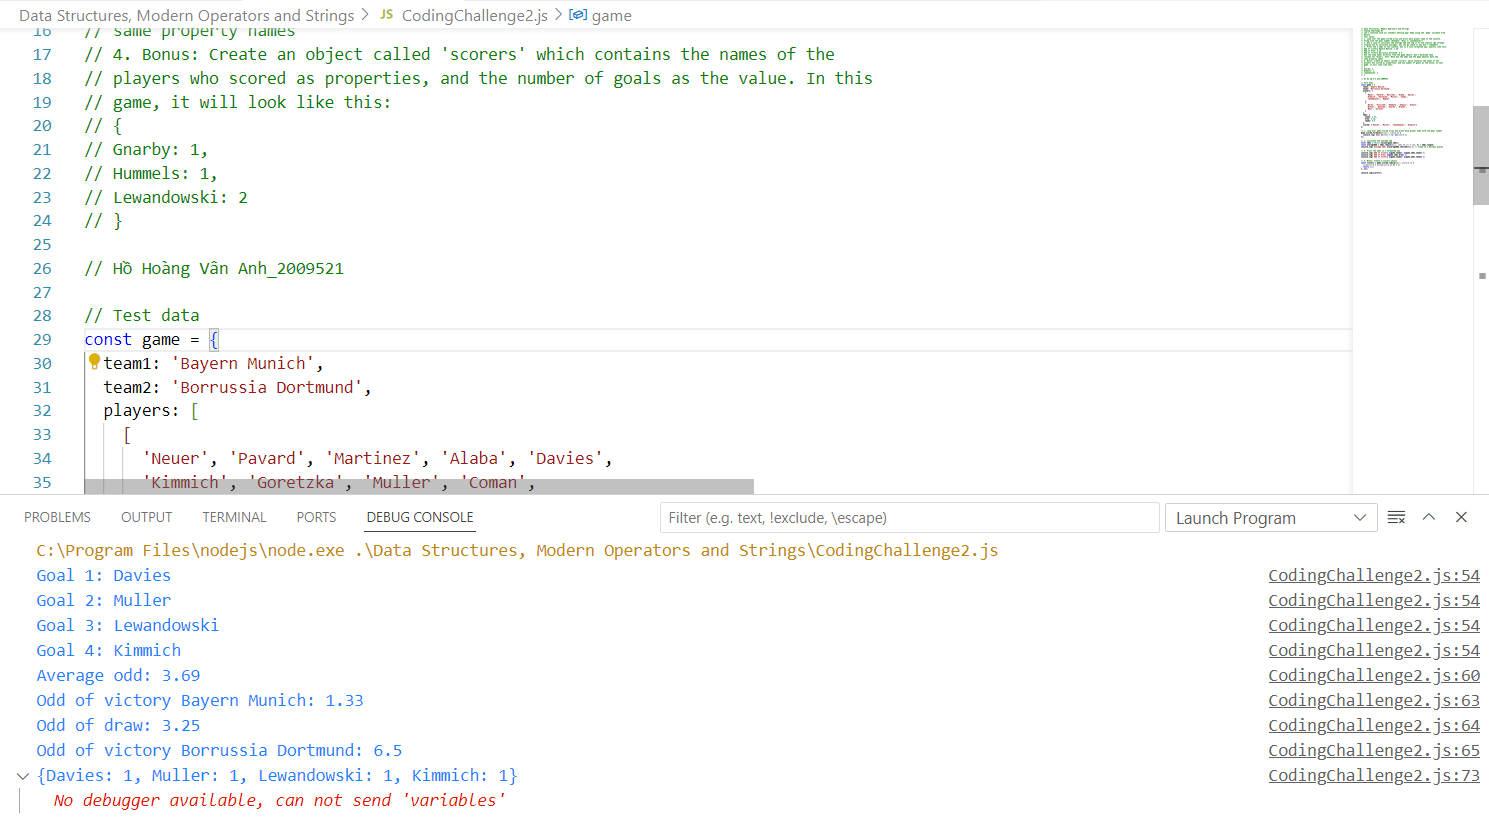 Data Structures, Modern Operators and Strings > JS CodingChallenge2.js > game
16 // same property names
17 // 4. Bonus: Create an object called 'scorers' which contains the names of the
18 // players who scored as properties, and the number of goals as the value. In this
19 // game, it will look like this:
20 // {
21 // Gnarby: 1,
22 // Hummels: 1,
23 // Lewandowski: 2
24 // }
25
26 // Hồ Hoàng Vân Anh_2009521
27
28 // Test data
29 const game = {
30 team1: 'Bayern Munich',
31 team2: 'Borrussia Dortmund',
32 players: [
33 [
34 'Neuer', 'Pavard', 'Martinez', 'Alaba', 'Davies',
35 'Kimmich', 'Goretzka', 'Muller', 'Coman',
PROBLEMS OUTPUT TERMINAL PORTS DEBUG CONSOLE Filter (e.g. text, !exclude, \escape) Launch Program
C:\Program Files\nodejs\node.exe .\Data Structures, Modern Operators and Strings\CodingChallenge2.js
Goal 1: Davies CodingChallenge2.js:54
Goal 2: Muller CodingChallenge2.js:54
Goal 3: Lewandowski CodingChallenge2.js:54
Goal 4: Kimmich CodingChallenge2.js:54
Average odd: 3.69 CodingChallenge2.js:60
Odd of victory Bayern Munich: 1.33 CodingChallenge2.js:63
Odd of draw: 3.25 CodingChallenge2.js:64
Odd of victory Borrussia Dortmund: 6.5 CodingChallenge2.js:65
{Davies: 1, Muller: 1, Lewandowski: 1, Kimmich: 1} CodingChallenge2.js:73
No debugger available, can not send 'variables'